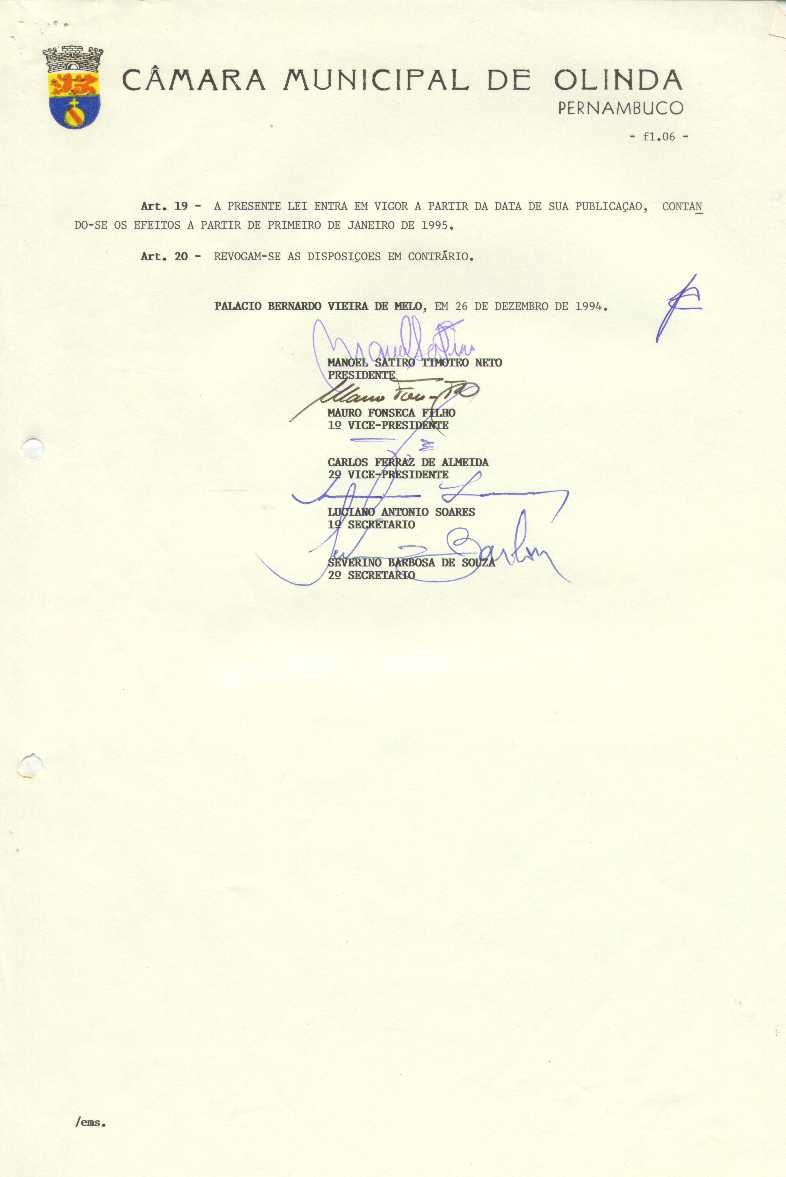 CÂMARA MUNICIPAL DE OLINDA
PERNAMBUCO
- fl.06 -
Art. 19 - A PRESENTE LEI ENTRA EM VIGOR A PARTIR DA DATA DE SUA PUBLICAÇAO, CONTAN
DO-SE OS EFEITOS A PARTIR DE PRIMEIRO DE JANEIRO DE 1995.
Art. 20 - REVOGAM-SE AS DISPOSIÇOES EM CONTRÁRIO.
PALACIO BERNARDO VIEIRA DE MELO, EM 26 DE DEZEMBRO DE 1994.
MANOEL SATIRO TIMOTEO NETO
PRESIDENTE
MAURO FONSECA FILHO
1º VICE-PRESIDENTE
CARLOS FERRAZ DE ALMEIDA
2º VICE-PRESIDENTE
LUCIANO ANTONIO SOARES
1º SECRETARIO
SEVERINO BARBOSA DE SOUZA
2º SECRETARIO
/ems.